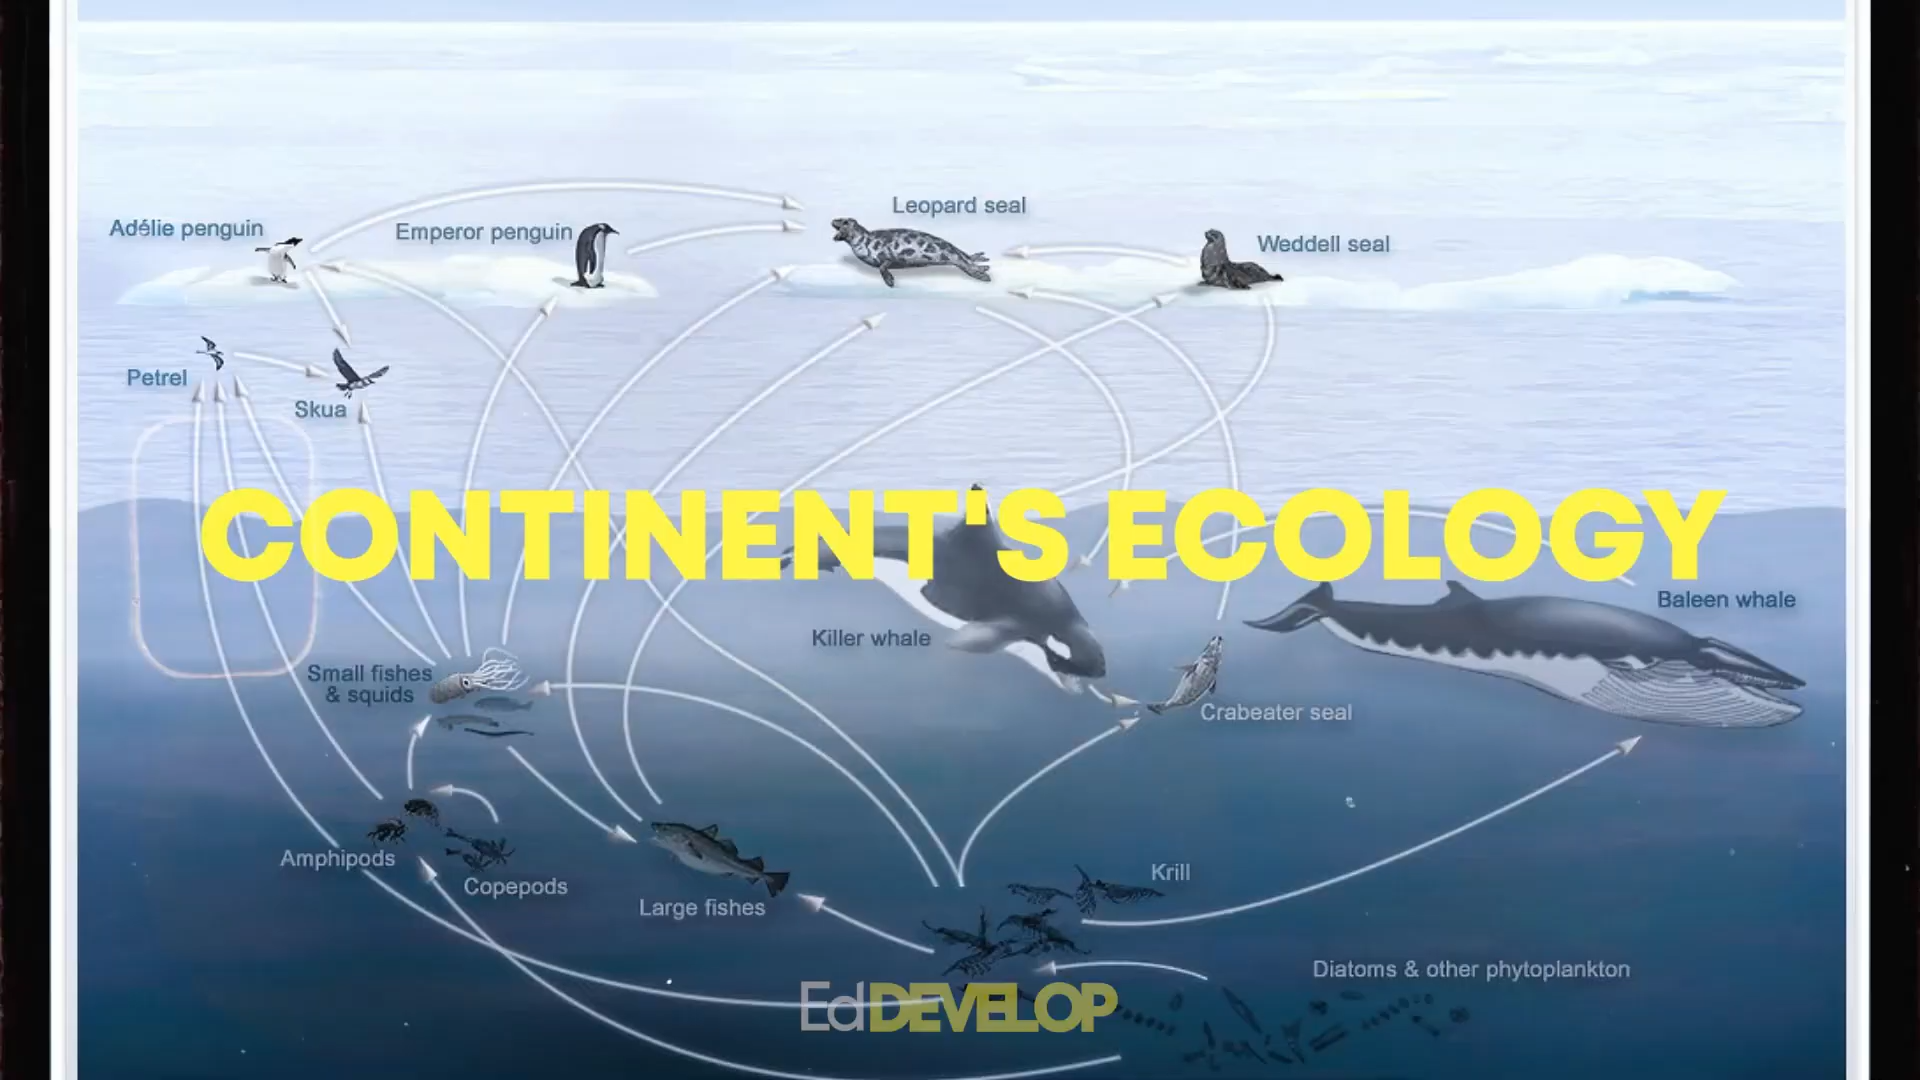 Leopard seal
Adélie penguin
Emperor penguin
Weddell seal
Petrel
Skua
CONTINENT'S ECOLOGY
Baleen whale
Killer whale
Small fishes
& squids
Crabeater seal
Amphipods
Copepods
Krill
Large fishes
Diatoms & other phytoplankton
EdDEVELOP